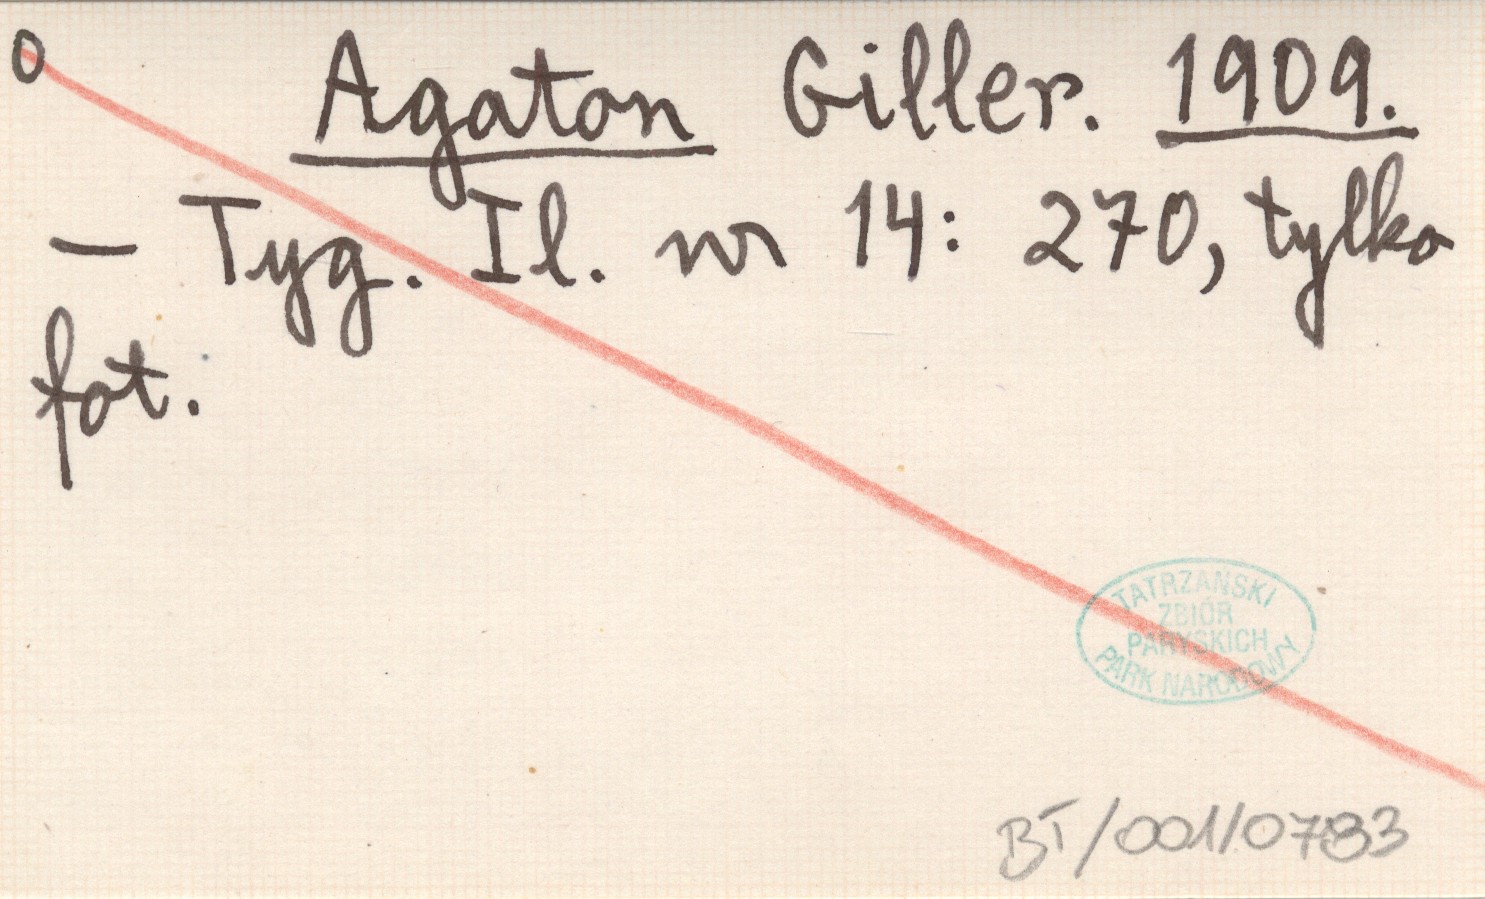 O
Agaton Giller. 1909.
— Tyg. Il. nr 14: 270, tylko
fot.
TATRZAŃSKI
ZBIÓR
PARYSKICH
PARK NARODOWY
BT/001/0783